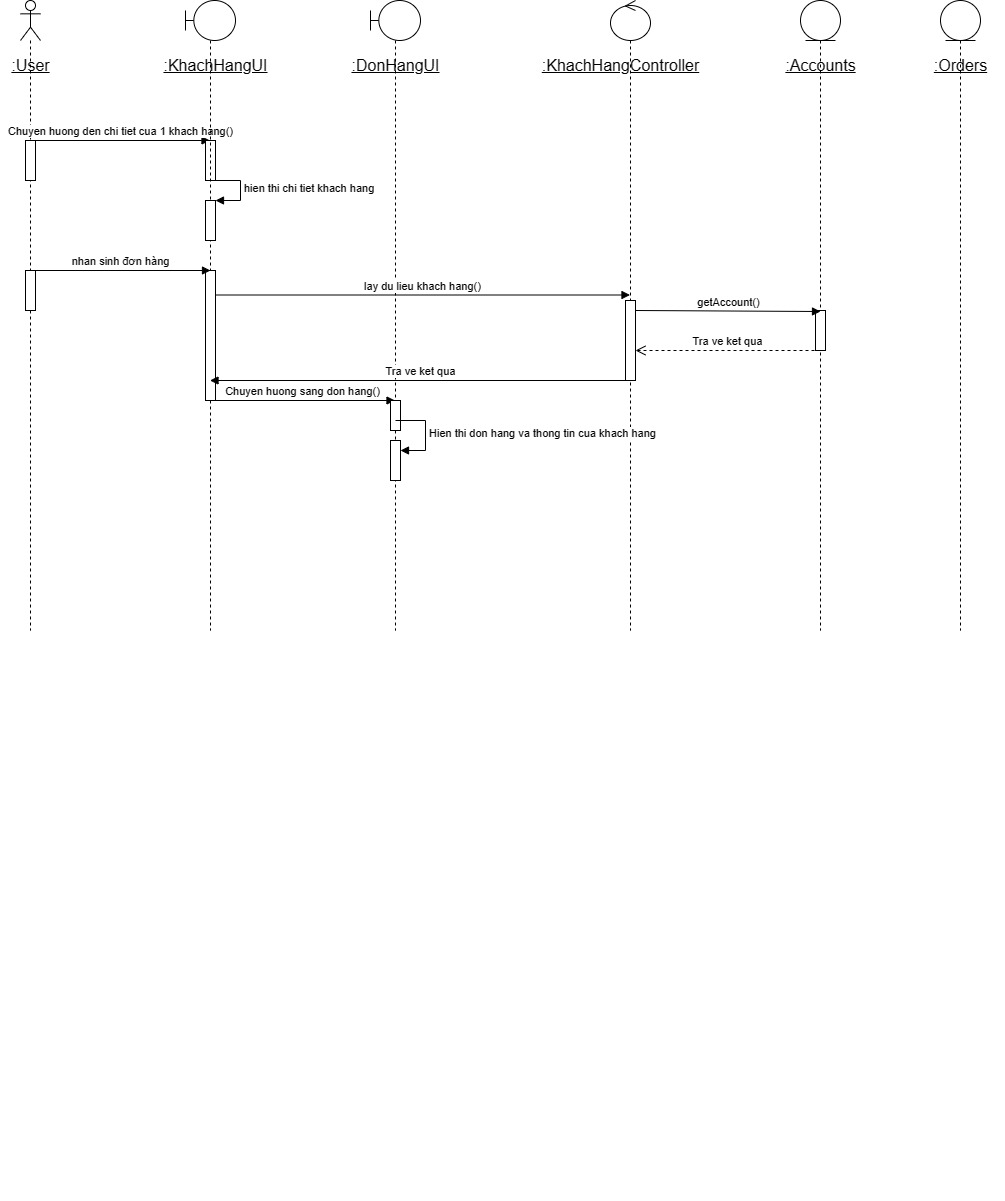 :User
:KhachHangUI
:DonHangUI
:KhachHangController
:Accounts
:Orders
Chuyen huong den chi tiet cua 1 khach hang()
hien thi chi tiet khach hang
nhan sinh đơn hàng
lay du lieu khach hang()
getAccount()
Tra ve ket qua
Tra ve ket qua
Chuyen huong sang don hang()
Hien thi don hang va thong tin cua khach hang